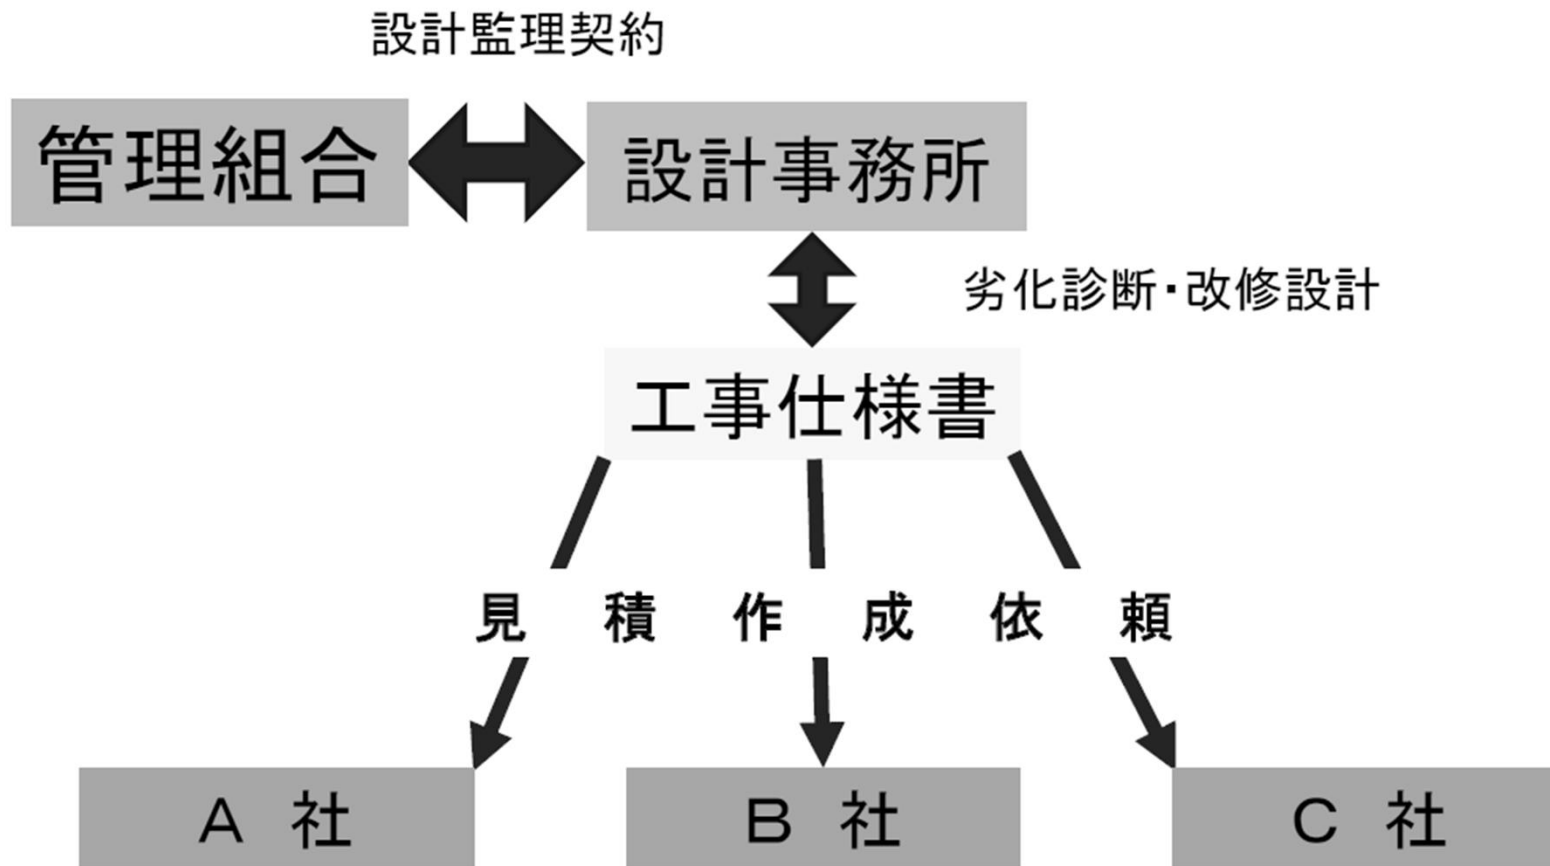 設計監理契約
管理組合
設計事務所
劣化診断・改修設計
工事仕様書
見積作成依頼
A 社
B 社
C 社